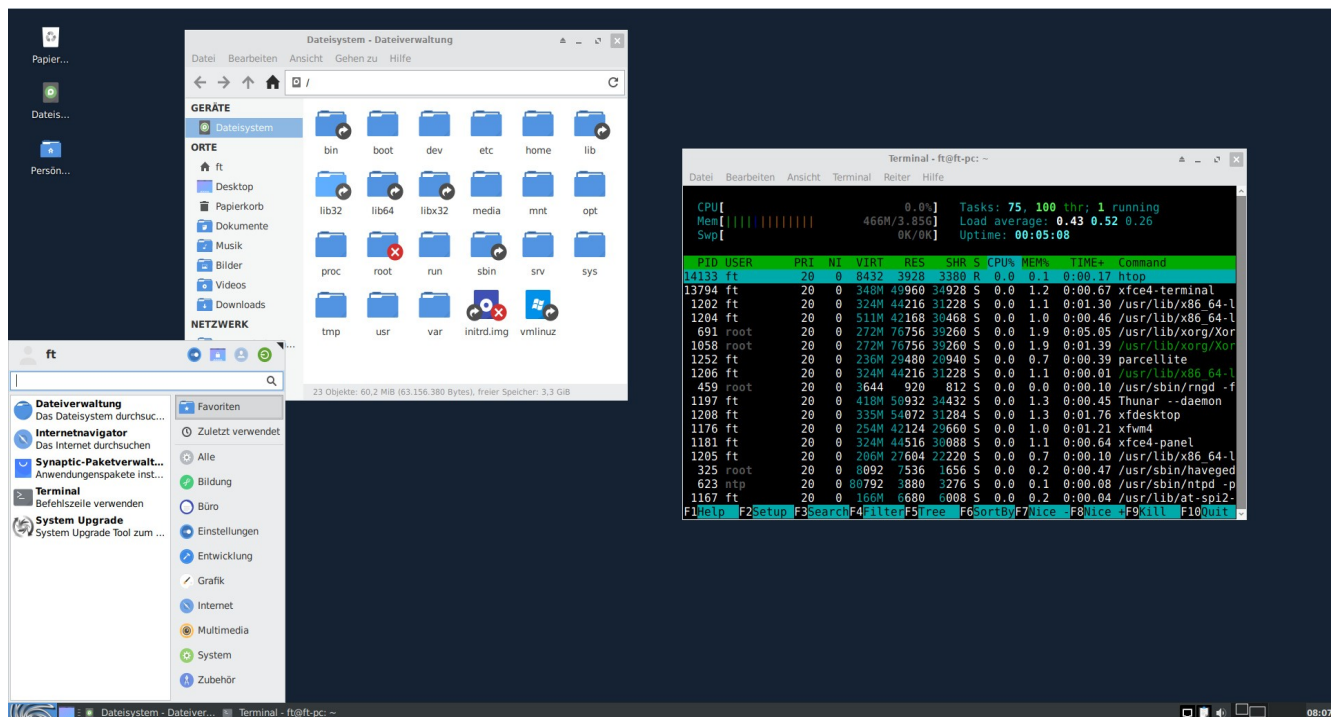 Papier...
Dateis...
Persön...
Dateisystem - Dateiverwaltung
Datei Bearbeiten Ansicht Gehen zu Hilfe
/
GERÄTE
Dateisystem
ORTE
ft
Desktop
Papierkorb
Dokumente
Musik
Bilder
Videos
Downloads
NETZWERK
bin boot dev etc home lib
lib32 lib64 libx32 media mnt opt
proc root run sbin srv sys
tmp usr var initrd.img vmlinuz
23 Objekte: 60,2 MiB (63.156.380 Bytes), freier Speicher: 3,3 GiB
ft
Dateiverwaltung
Das Dateisystem durchsuc...
Internetnavigator
Das Internet durchsuchen
Synaptic-Paketverwalt...
Anwendungenspakete inst...
Terminal
Befehlszeile verwenden
System Upgrade
System Upgrade Tool zum ...
Favoriten
Zuletzt verwendet
Alle
Bildung
Büro
Einstellungen
Entwicklung
Grafik
Internet
Multimedia
System
Zubehör
Terminal - ft@ft-pc: ~
Datei Bearbeiten Ansicht Terminal Reiter Hilfe
CPU[ 0.0%] Tasks: 75, 100 thr; 1 running
Mem[||||||||||||| 466M/3.85G] Load average: 0.43 0.52 0.26
Swp[ 0K/0K] Uptime: 00:05:08
PID USER PRI NI VIRT RES SHR S CPU% MEM% TIME+ Command
14133 ft 20 0 8432 3928 3380 R 0.0 0.1 0:00.17 htop
13794 ft 20 0 348M 49960 34928 S 0.0 1.2 0:00.67 xfce4-terminal
1202 ft 20 0 324M 44216 31228 S 0.0 1.1 0:01.30 /usr/lib/x86_64-l
1204 ft 20 0 511M 42168 30468 S 0.0 1.0 0:00.46 /usr/lib/x86_64-l
691 root 20 0 272M 76756 39260 S 0.0 1.9 0:05.05 /usr/lib/xorg/Xor
1058 root 20 0 272M 76756 39260 S 0.0 1.9 0:01.39 /usr/lib/xorg/Xor
1252 ft 20 0 236M 29480 20940 S 0.0 0.7 0:00.39 parcellite
1206 ft 20 0 324M 44216 31228 S 0.0 1.1 0:00.01 /usr/lib/x86_64-l
459 root 20 0 3644 920 812 S 0.0 0.0 0:00.10 /usr/sbin/rngd -f
1197 ft 20 0 418M 50932 34432 S 0.0 1.3 0:00.45 Thunar --daemon
1208 ft 20 0 335M 54072 31284 S 0.0 1.3 0:01.76 xfdesktop
1176 ft 20 0 254M 42124 29660 S 0.0 1.0 0:01.21 xfwm4
1181 ft 20 0 324M 44516 30088 S 0.0 1.1 0:00.64 xfce4-panel
1205 ft 20 0 206M 27604 22220 S 0.0 0.7 0:00.10 /usr/lib/x86_64-l
325 root 20 0 8092 7536 1656 S 0.0 0.2 0:00.47 /usr/sbin/haveged
623 ntp 20 0 80792 3880 3276 S 0.0 0.1 0:00.08 /usr/sbin/ntpd -p
1167 ft 20 0 166M 6680 6008 S 0.0 0.2 0:00.04 /usr/lib/at-spi2-
F1Help F2Setup F3SearchF4FilterF5Tree F6SortByF7Nice -F8Nice +F9Kill F10Quit
Dateisystem - Dateiver... Terminal - ft@ft-pc: ~ 08:07